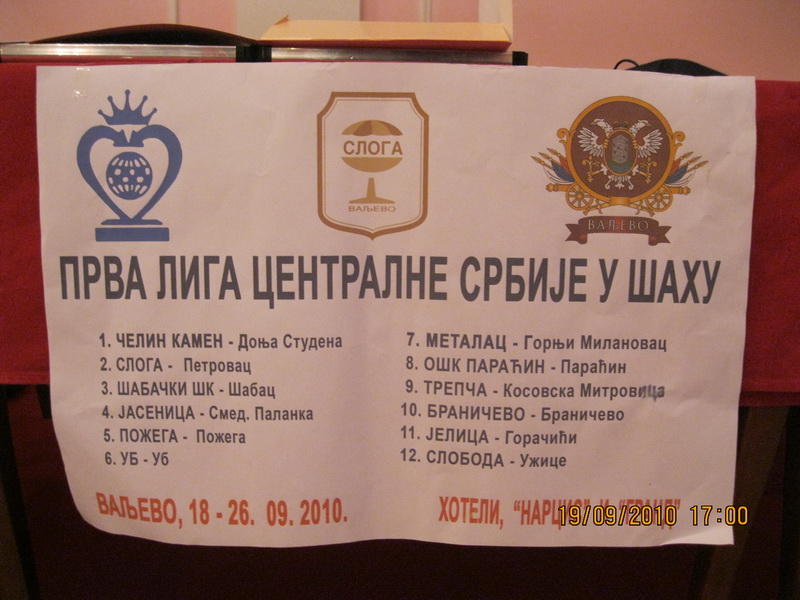 СЛОГА
ВАЉЕВО
ВАЉЕВО
ПРВА ЛИГА ЦЕНТРАЛНЕ СРБИЈЕ У ШАХУ
1. ЧЕЛИН КАМЕН - Доња Студена
2. СЛОГА - Петровац
3. ШАБАЧКИ ШК - Шабац
4. ЈАСЕНИЦА - Смед. Паланка
5. ПОЖЕГА - Пожега
6. УБ - Уб
7. МЕТАЛАЦ - Горњи Милановац
8. ОШК ПАРАЋИН - Параћин
9. ТРЕПЧА - Косовска Митровица
10. БРАНИЧЕВО - Браничево
11. ЈЕЛИЦА - Горачићи
12. СЛОБОДА - Ужице
ВАЉЕВО, 18 - 26. 09. 2010.
ХОТЕЛИ, "НАРЦИС" И "ГРАНД"
19/09/2010 17:00